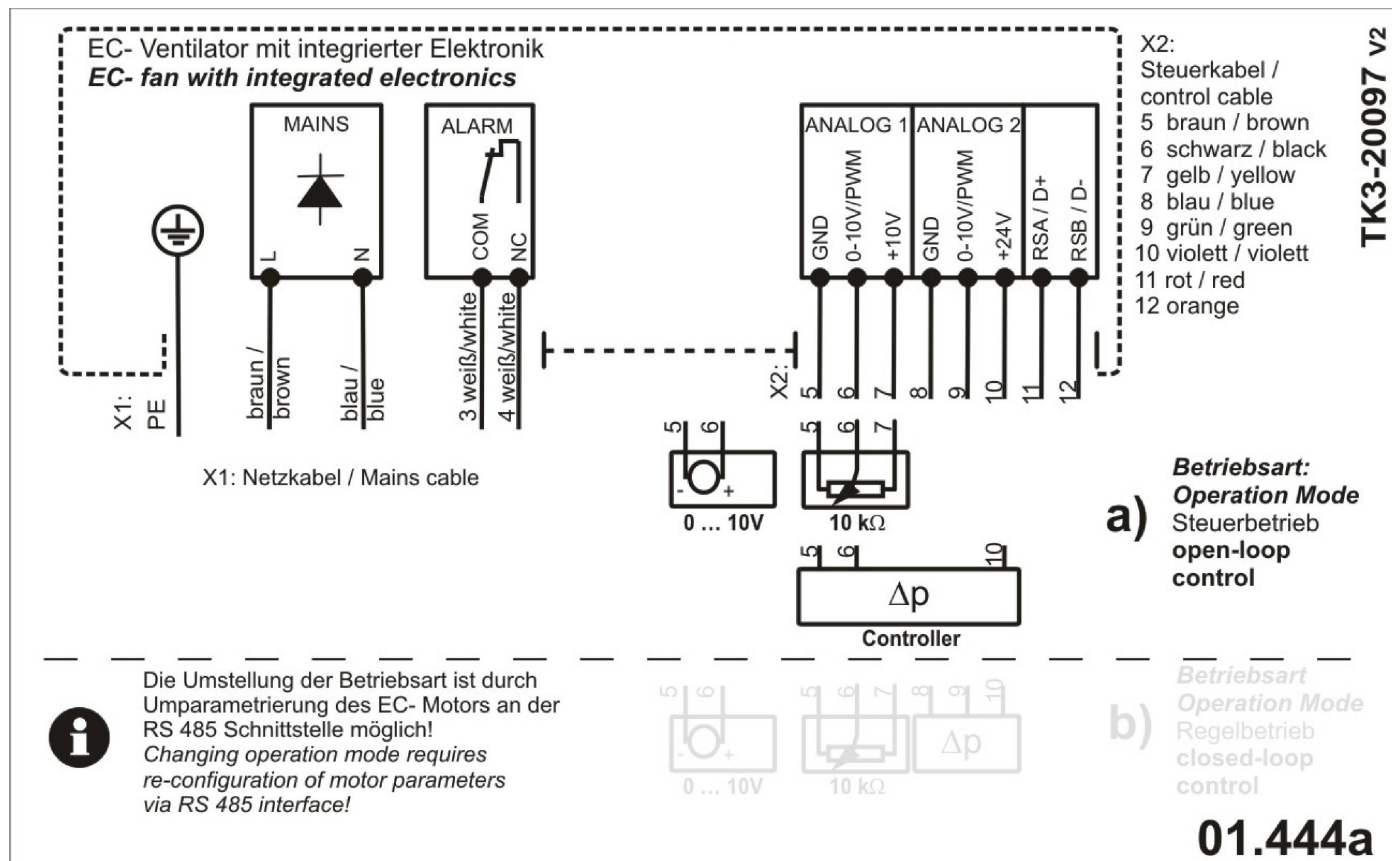 EC- Ventilator mit integrierter Elektronik
EC- fan with integrated electronics
MAINS
L
N
ALARM
COM
NC
ANALOG 1
GND
0-10V/PWM
+10V
ANALOG 2
GND
0-10V/PWM
+24V
RSA / D+
RSB / D-
X2:
Steuerkabel /
control cable
5 braun / brown
6 schwarz / black
7 gelb / yellow
8 blau / blue
9 grün / green
10 violett / violett
11 rot / red
12 orange
TK3-20097 V2
X1:
PE
braun /
brown
blau /
blue
3 weiß/white
4 weiß/white
X2:
5
6
7
8
9
10
11
12
X1: Netzkabel / Mains cable
5
6
- +
0 ... 10V
5
6
7
10 kΩ
5
6
10
Δp
Controller
a)
Betriebsart:
Operation Mode
Steuerbetrieb
open-loop
control
i
Die Umstellung der Betriebsart ist durch
Umparametrierung des EC- Motors an der
RS 485 Schnittstelle möglich!
Changing operation mode requires
re-configuration of motor parameters
via RS 485 interface!
5
6
- +
0 ... 10V
5
6
7
10 kΩ
8
9
10
Δp
b)
Betriebsart
Operation Mode
Regelbetrieb
closed-loop
control
01.444a